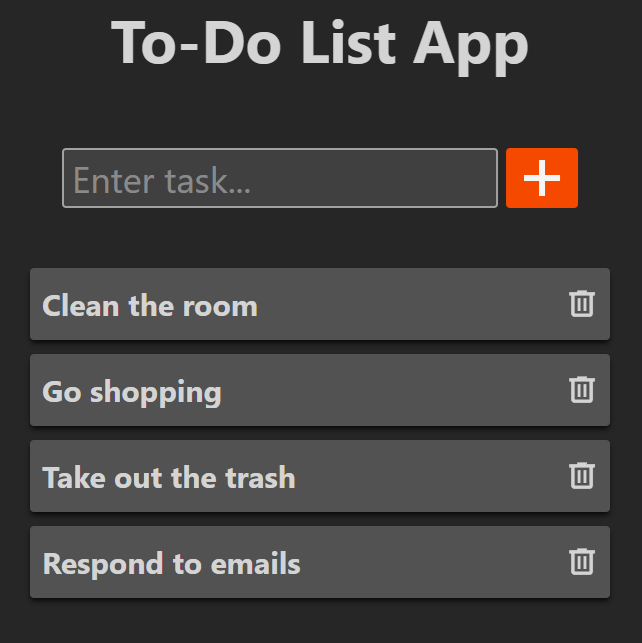 To-Do List App
Enter task...
Clean the room
Go shopping
Take out the trash
Respond to emails